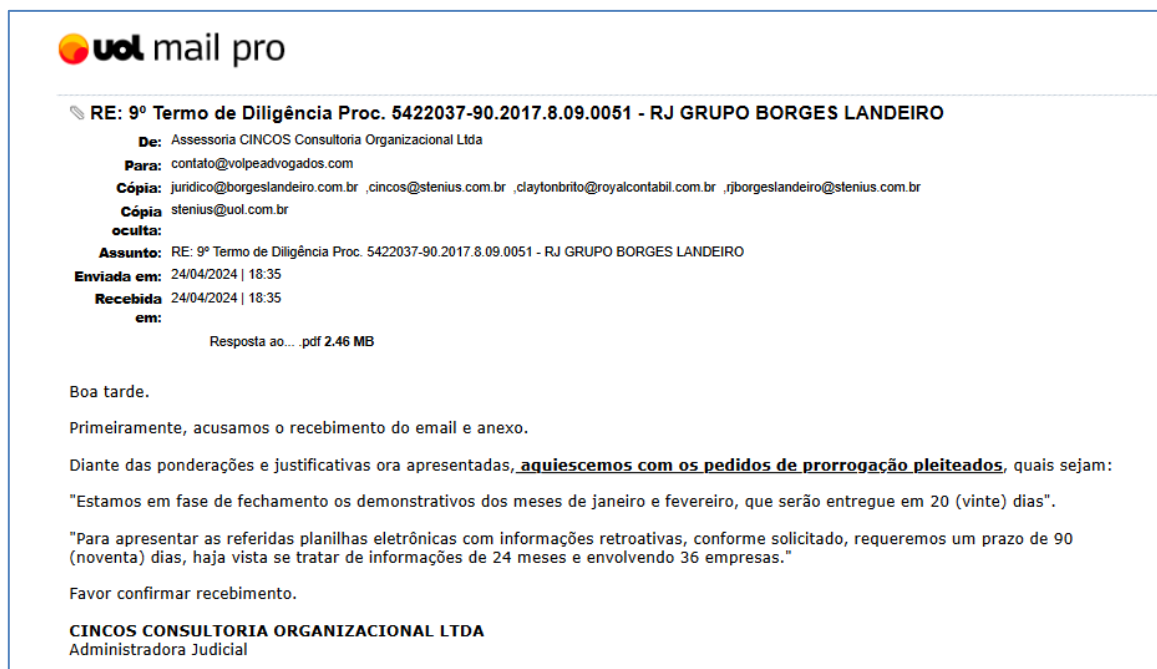 uol mail pro
RE: 9º Termo de Diligência Proc. 5422037-90.2017.8.09.0051 - RJ GRUPO BORGES LANDEIRO
De: Assessoria CINCOS Consultoria Organizacional Ltda
Para: contato@volpeadvogados.com
Cópia: juridico@borgeslandeiro.com.br ,cincos@stenius.com.br ,claytonbrito@royalcontabil.com.br ,rjborgeslandeiro@stenius.com.br
Cópia stenius@uol.com.br
oculta:
Assunto: RE: 9º Termo de Diligência Proc. 5422037-90.2017.8.09.0051 - RJ GRUPO BORGES LANDEIRO
Enviada em: 24/04/2024 | 18:35
Recebida 24/04/2024 | 18:35
em:
Resposta ao... .pdf 2.46 MB
Boa tarde.
Primeiramente, acusamos o recebimento do email e anexo.
Diante das ponderações e justificativas ora apresentadas, aquiescemos com os pedidos de prorrogação pleiteados, quais sejam:
"Estamos em fase de fechamento os demonstrativos dos meses de janeiro e fevereiro, que serão entregue em 20 (vinte) dias".
"Para apresentar as referidas planilhas eletrônicas com informações retroativas, conforme solicitado, requeremos um prazo de 90
(noventa) dias, haja vista se tratar de informações de 24 meses e envolvendo 36 empresas."
Favor confirmar recebimento.
CINCOS CONSULTORIA ORGANIZACIONAL LTDA
Administradora Judicial